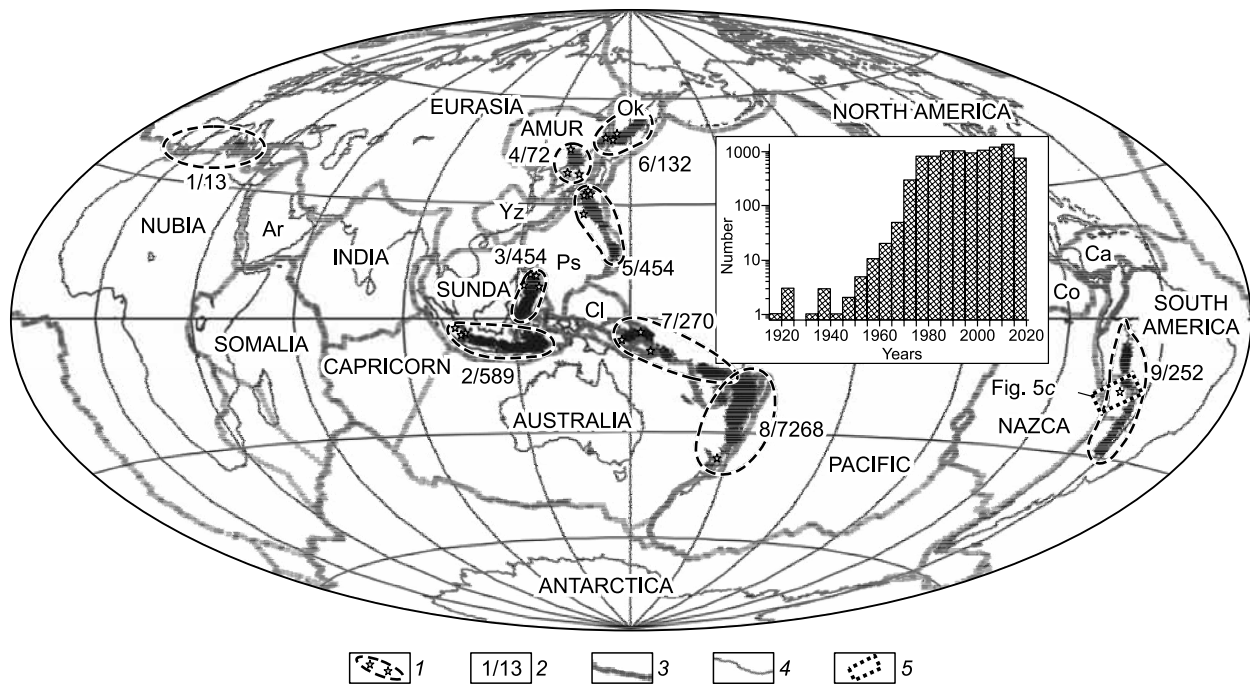 EURASIA
Ok
NORTH AMERICA
AMUR
4/72
6/132
1/13
NUBIA
Ar
INDIA
Yz
3/454
Ps
5/454
SUNDA
Cl
7/270
SOMALIA
CAPRICORN
2/589
AUSTRALIA
8/7268
PACIFIC
ANTARCTICA
Number
1000
100
10
1
1920
1940
1960
1980
2000
2020
Years
Ca
Co
SOUTH
AMERICA
9/252
Fig. 5c
NAZCA
1
1/13
2
3
4
5